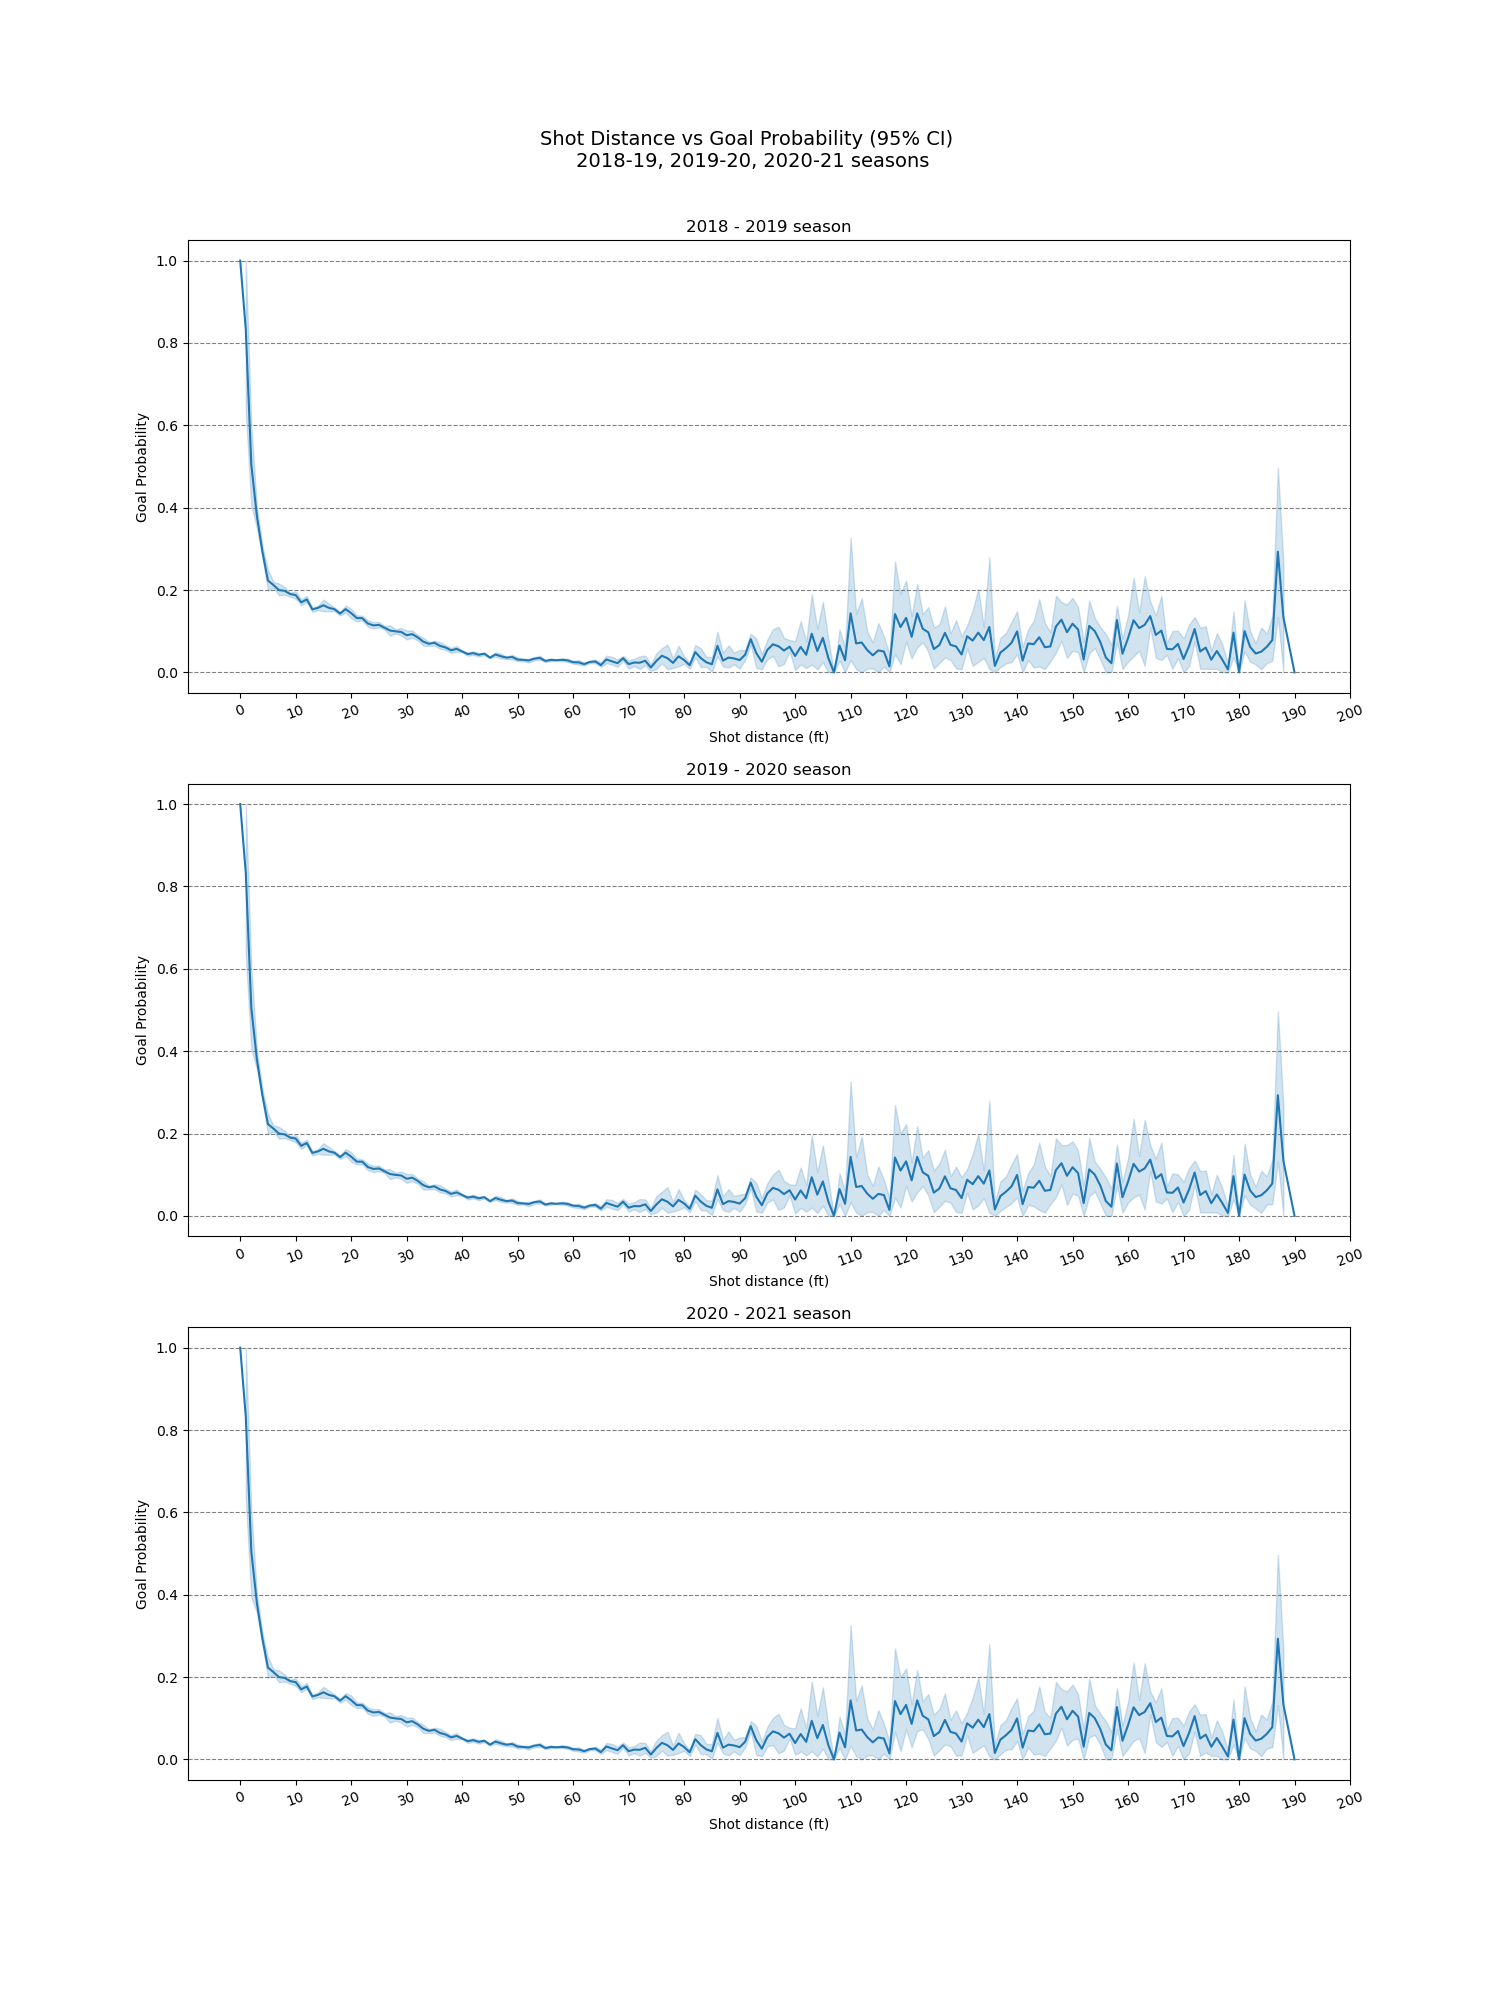 Shot Distance vs Goal Probability (95% CI)
2018-19, 2019-20, 2020-21 seasons
2018 - 2019 season
1.0
0.8
0.6
0.4
0.2
0.0
Goal Probability
0 10 20 30 40 50 60 70 80 90 100 110 120 130 140 150 160 170 180 190 200
Shot distance (ft)
2019 - 2020 season
1.0
0.8
0.6
0.4
0.2
0.0
Goal Probability
0 10 20 30 40 50 60 70 80 90 100 110 120 130 140 150 160 170 180 190 200
Shot distance (ft)
2020 - 2021 season
1.0
0.8
0.6
0.4
0.2
0.0
Goal Probability
0 10 20 30 40 50 60 70 80 90 100 110 120 130 140 150 160 170 180 190 200
Shot distance (ft)